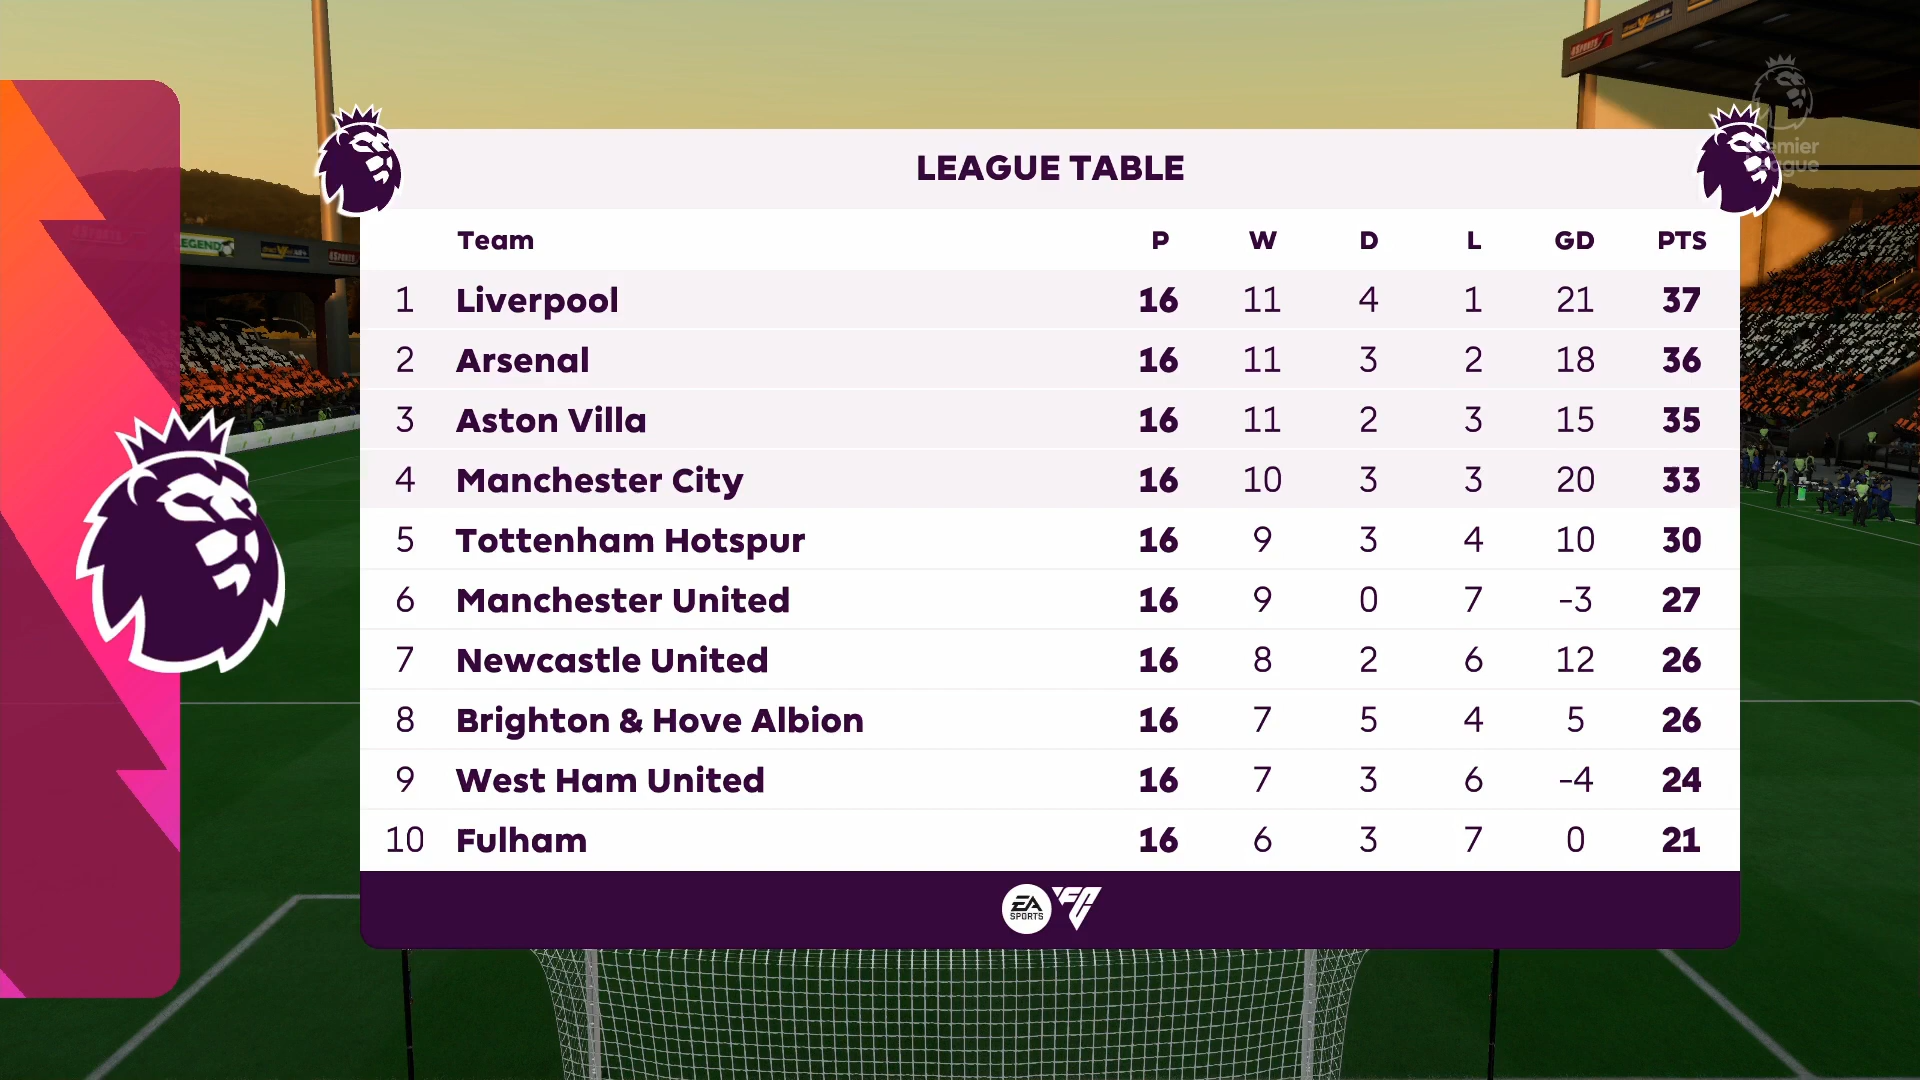 LEAGUE TABLE
Team P W D L GD PTS
1 Liverpool 16 11 4 1 21 37
2 Arsenal 16 11 3 2 18 36
3 Aston Villa 16 11 2 3 15 35
4 Manchester City 16 10 3 3 20 33
5 Tottenham Hotspur 16 9 3 4 10 30
6 Manchester United 16 9 0 7 -3 27
7 Newcastle United 16 8 2 6 12 26
8 Brighton & Hove Albion 16 7 5 4 5 26
9 West Ham United 16 7 3 6 -4 24
10 Fulham 16 6 3 7 0 21
EA SPORTS FC